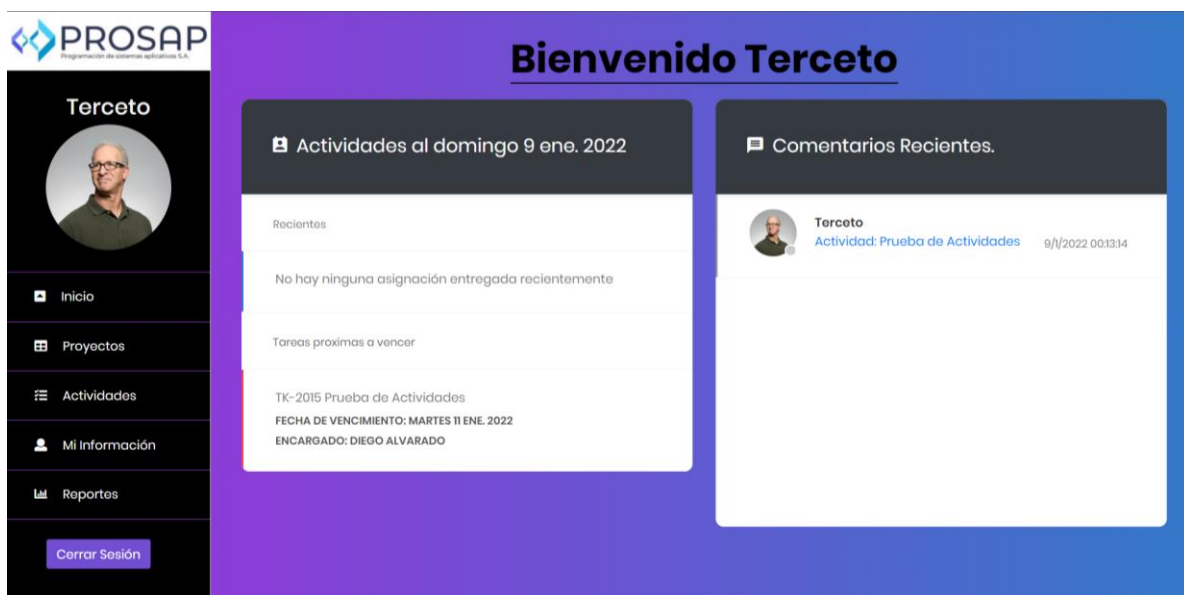 PROSAP
Programación de sistemas aplicativos S.A.
Terceto
Inicio
Proyectos
Actividades
Mi Información
Reportes
Cerrar Sesión
Bienvenido Terceto
Actividades al domingo 9 ene. 2022
Recientes
No hay ninguna asignación entregada recientemente
Tareas proximas a vencer
TK-2015 Prueba de Actividades
FECHA DE VENCIMIENTO: MARTES 11 ENE. 2022
ENCARGADO: DIEGO ALVARADO
Comentarios Recientes.
Terceto
Actividad: Prueba de Actividades 9/1/2022 00:13:14